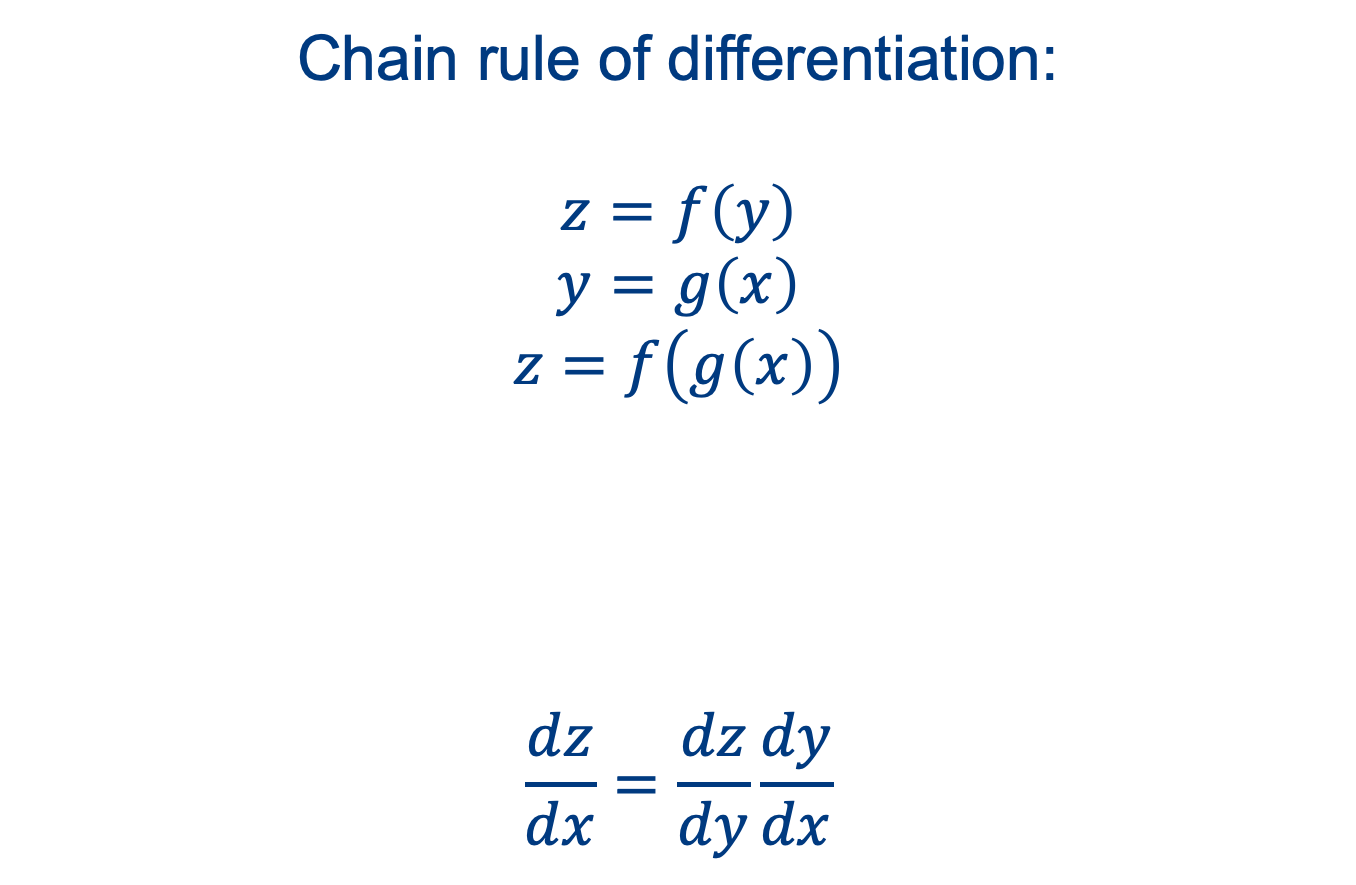 Chain rule of differentiation:
z = f(y)
y = g(x)
z = f(g(x))
dz/dx = dz/dy dy/dx